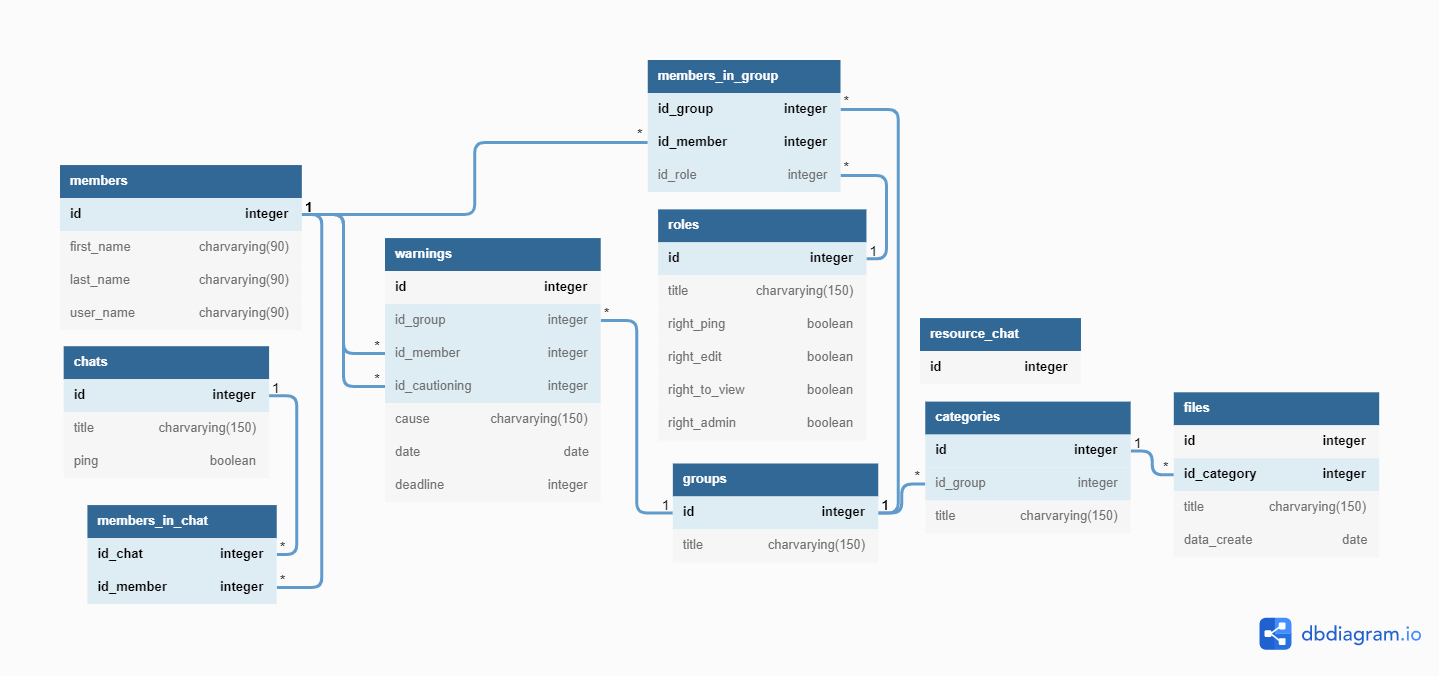 members_in_group
id_group integer
*
id_member integer
*
id_role integer
*
members
id integer
1
first_name charvarying(90)
last_name charvarying(90)
user_name charvarying(90)
roles
id integer
1
title charvarying(150)
right_ping boolean
right_edit boolean
right_to_view boolean
right_admin boolean
warnings
id integer
id_group integer
*
id_member integer
*
id_cautioning integer
*
cause charvarying(150)
date date
deadline integer
chats
id integer
1
title charvarying(150)
ping boolean
members_in_chat
id_chat integer
*
id_member integer
*
groups
1
id integer
1
title charvarying(150)
resource_chat
id integer
categories
id integer
1
*
id_group integer
title charvarying(150)
files
id integer
*
id_category integer
title charvarying(150)
data_create date
dbdiagram.io